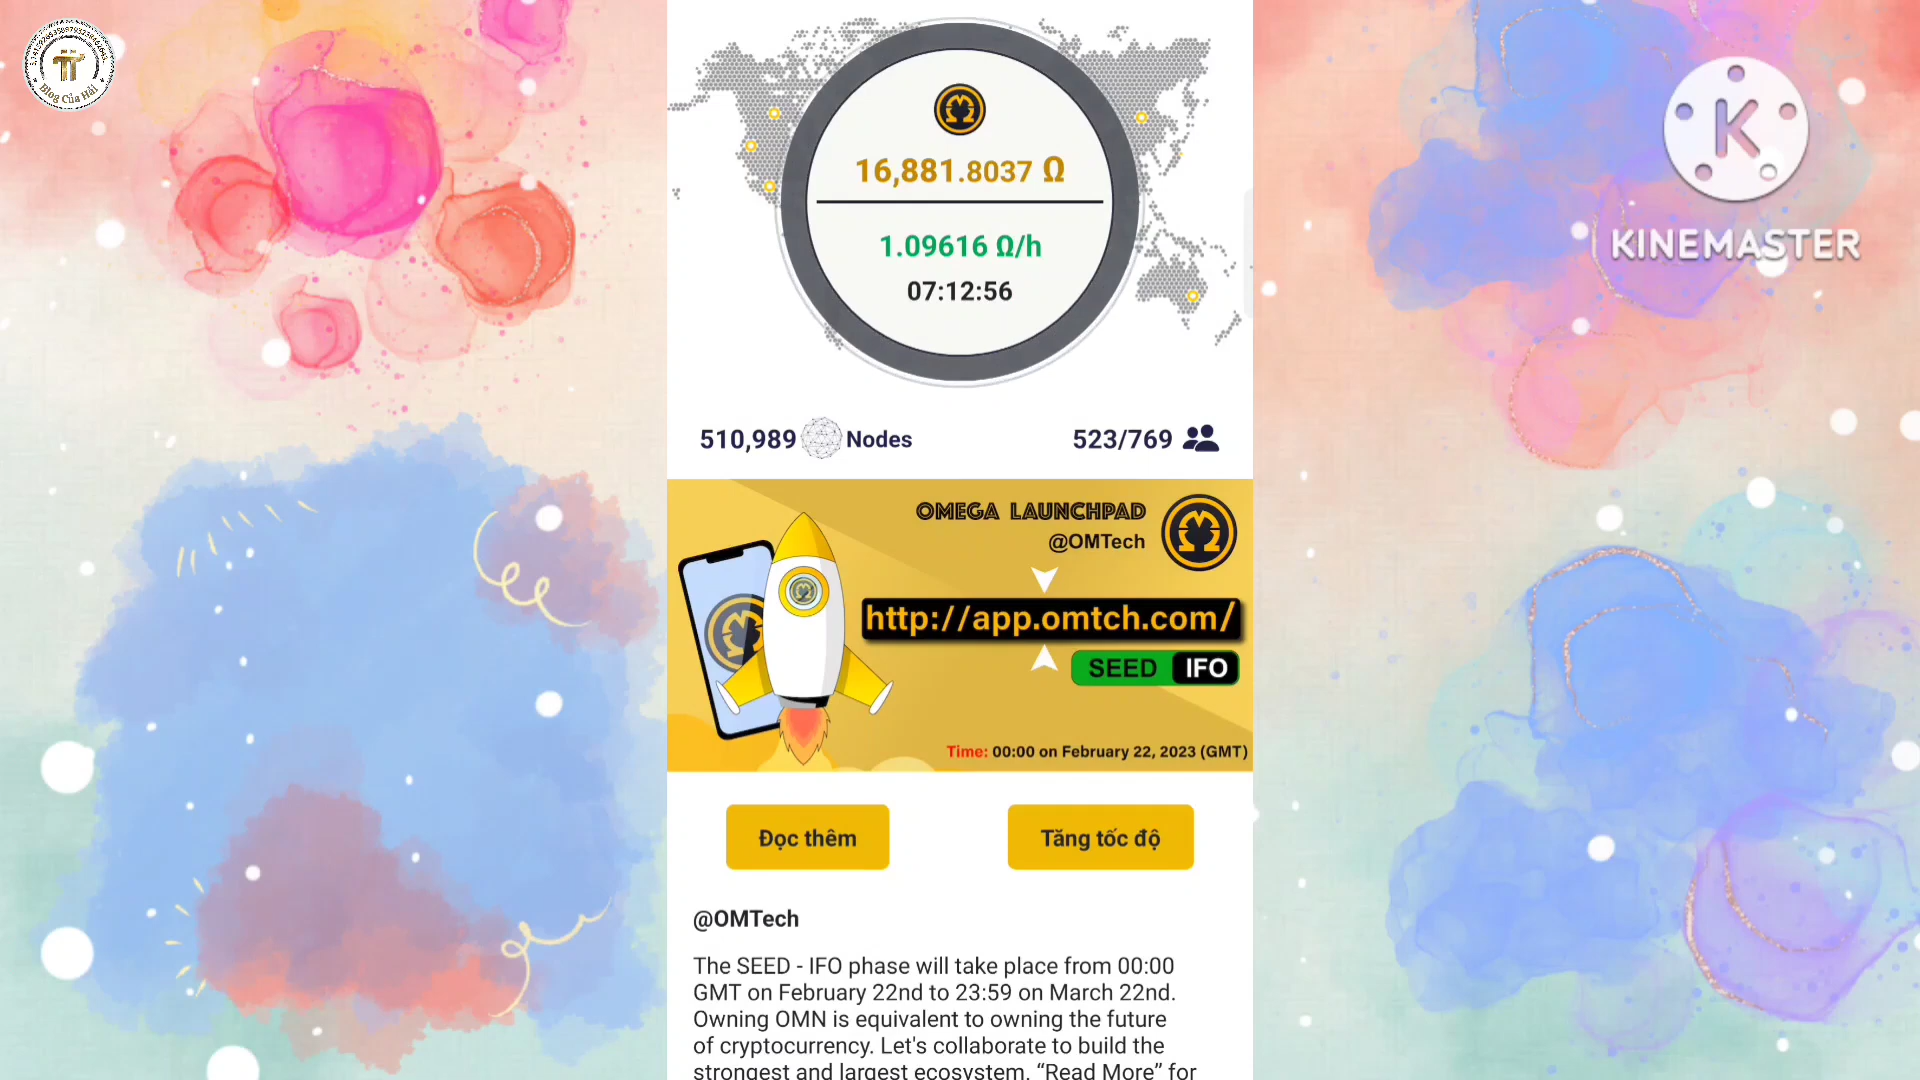 Blog Của Hải
KINEMASTER
16,881.8037 Ω
1.09616 Ω/h
07:12:56
510,989 Nodes
523/769
OMEGA LAUNCHPAD
@OMTech
http://app.omtch.com/
SEED IFO
Time: 00:00 on February 22, 2023 (GMT)
Đọc thêm
Tăng tốc độ
@OMTech
The SEED - IFO phase will take place from 00:00
GMT on February 22nd to 23:59 on March 22nd.
Owning OMN is equivalent to owning the future
of cryptocurrency. Let's collaborate to build the
strongest and largest ecosystem. “Read More” for